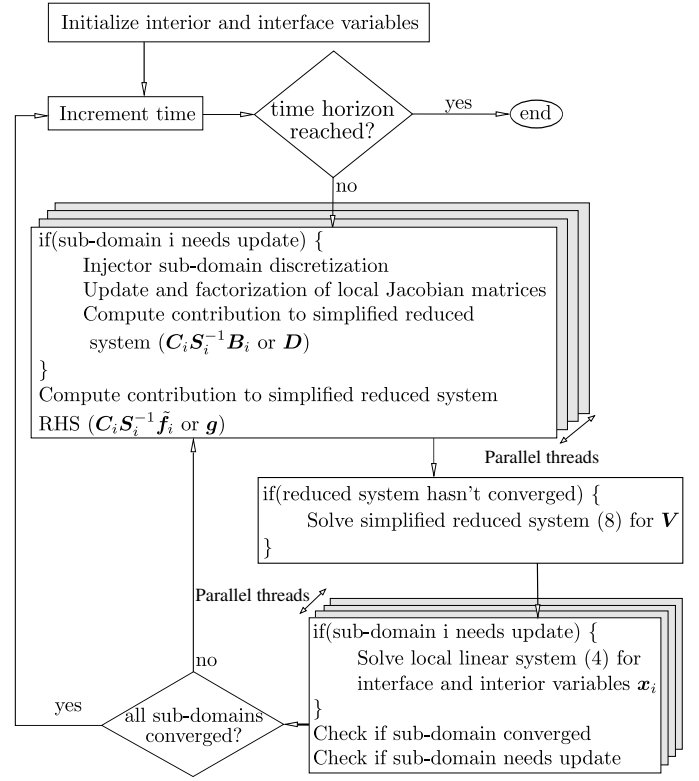 Initialize interior and interface variables
Increment time
time horizon
reached?
yes
end
no
if(sub-domain i needs update) {
Injector sub-domain discretization
Update and factorization of local Jacobian matrices
Compute contribution to simplified reduced
system (C_i S_i^{-1} B_i or D)
}
Compute contribution to simplified reduced system
RHS (C_i S_i^{-1} f̃_i or g)
Parallel threads
if(reduced system hasn't converged) {
Solve simplified reduced system (8) for V
}
Parallel threads
if(sub-domain i needs update) {
Solve local linear system (4) for
interface and interior variables x_i
}
Check if sub-domain converged
Check if sub-domain needs update
no
yes
all sub-domains
converged?